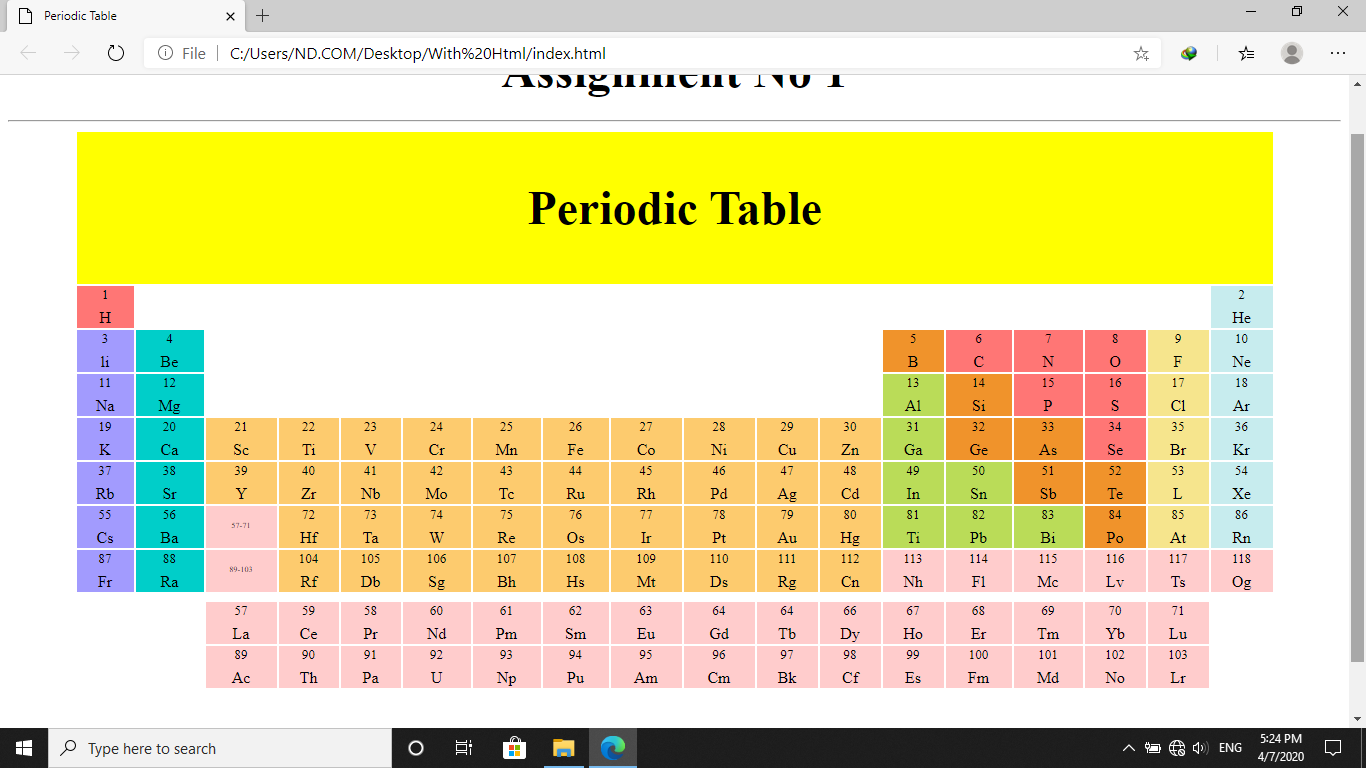 Periodic Table
File C:/Users/ND.COM/Desktop/With%20Html/index.html
Assignment No 1
Periodic Table
1 2
H He
3 4 5 6 7 8 9 10
li Be B C N O F Ne
11 12 13 14 15 16 17 18
Na Mg Al Si P S Cl Ar
19 20 21 22 23 24 25 26 27 28 29 30 31 32 33 34 35 36
K Ca Sc Ti V Cr Mn Fe Co Ni Cu Zn Ga Ge As Se Br Kr
37 38 39 40 41 42 43 44 45 46 47 48 49 50 51 52 53 54
Rb Sr Y Zr Nb Mo Tc Ru Rh Pd Ag Cd In Sn Sb Te L Xe
55 56 57-71 72 73 74 75 76 77 78 79 80 81 82 83 84 85 86
Cs Ba Hf Ta W Re Os Ir Pt Au Hg Ti Pb Bi Po At Rn
87 88 89-103 104 105 106 107 108 109 110 111 112 113 114 115 116 117 118
Fr Ra Rf Db Sg Bh Hs Mt Ds Rg Cn Nh Fl Mc Lv Ts Og
57 59 58 60 61 62 63 64 64 66 67 68 69 70 71
La Ce Pr Nd Pm Sm Eu Gd Tb Dy Ho Er Tm Yb Lu
89 90 91 92 93 94 95 96 97 98 99 100 101 102 103
Ac Th Pa U Np Pu Am Cm Bk Cf Es Fm Md No Lr
Type here to search ENG 5:24 PM
4/7/2020